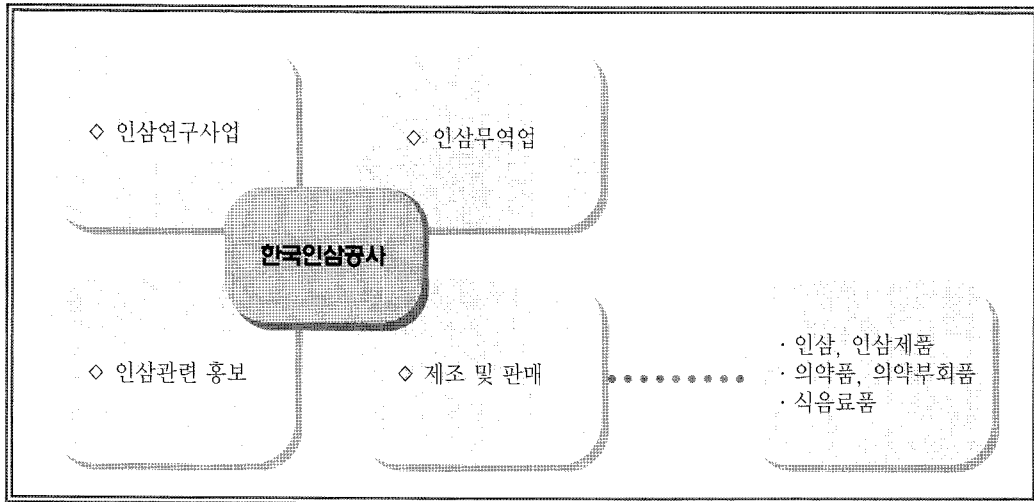 ◇ 인삼연구사업
◇ 인삼무역업
한국인삼공사
◇ 인삼관련 홍보
◇ 제조 및 판매
· 인삼, 인삼제품
· 의약품, 의약부회품
· 식음료품